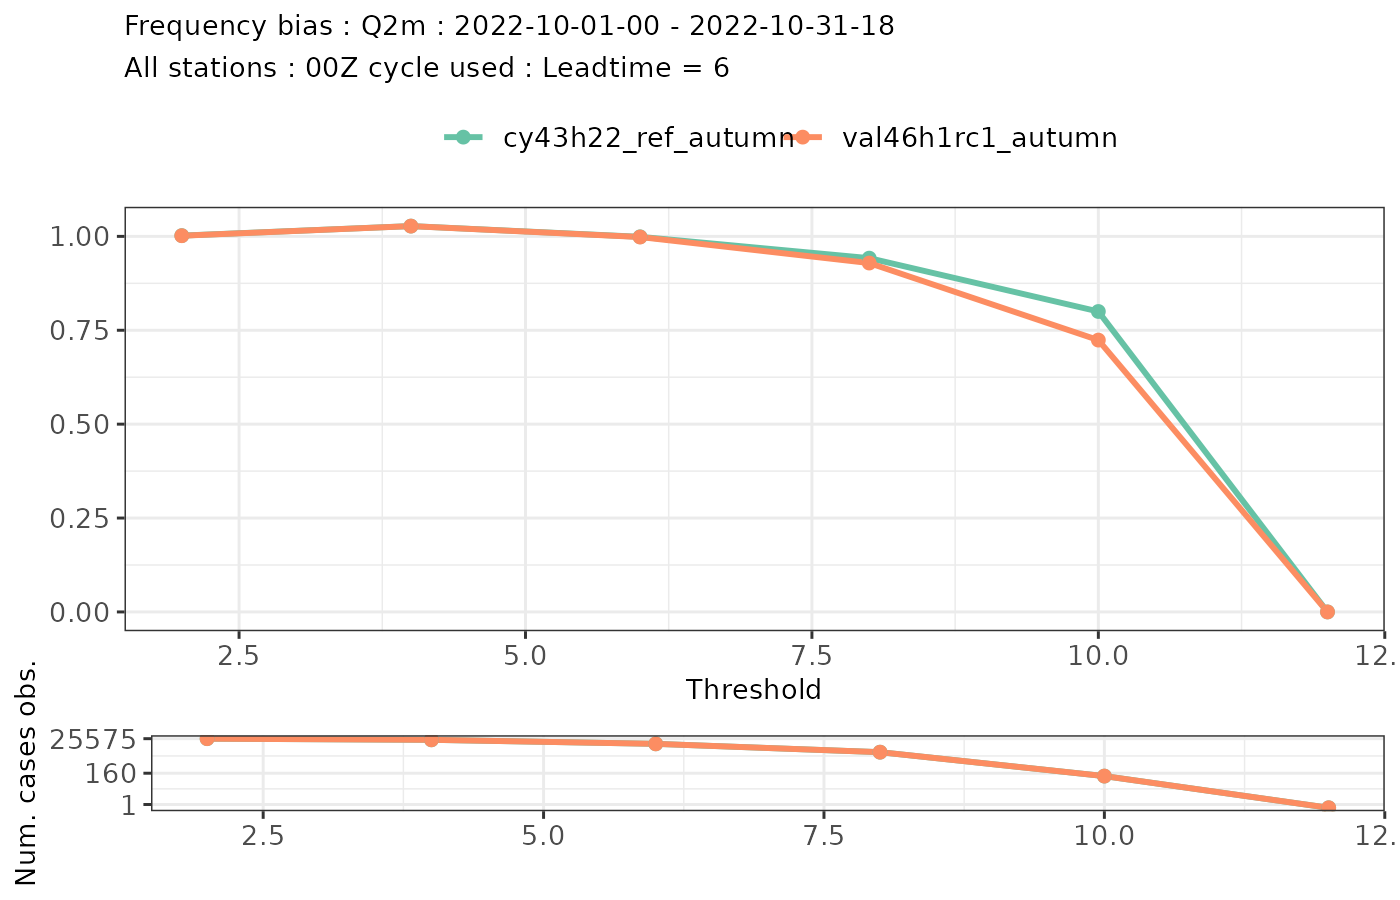 Frequency bias : Q2m : 2022-10-01-00 - 2022-10-31-18
All stations : 00Z cycle used : Leadtime = 6
cy43h22_ref_autumn val46h1rc1_autumn
1.00
0.75
0.50
0.25
0.00
2.5 5.0 7.5 10.0 12.
Threshold
Num. cases obs.
25575
160
1
2.5 5.0 7.5 10.0 12.